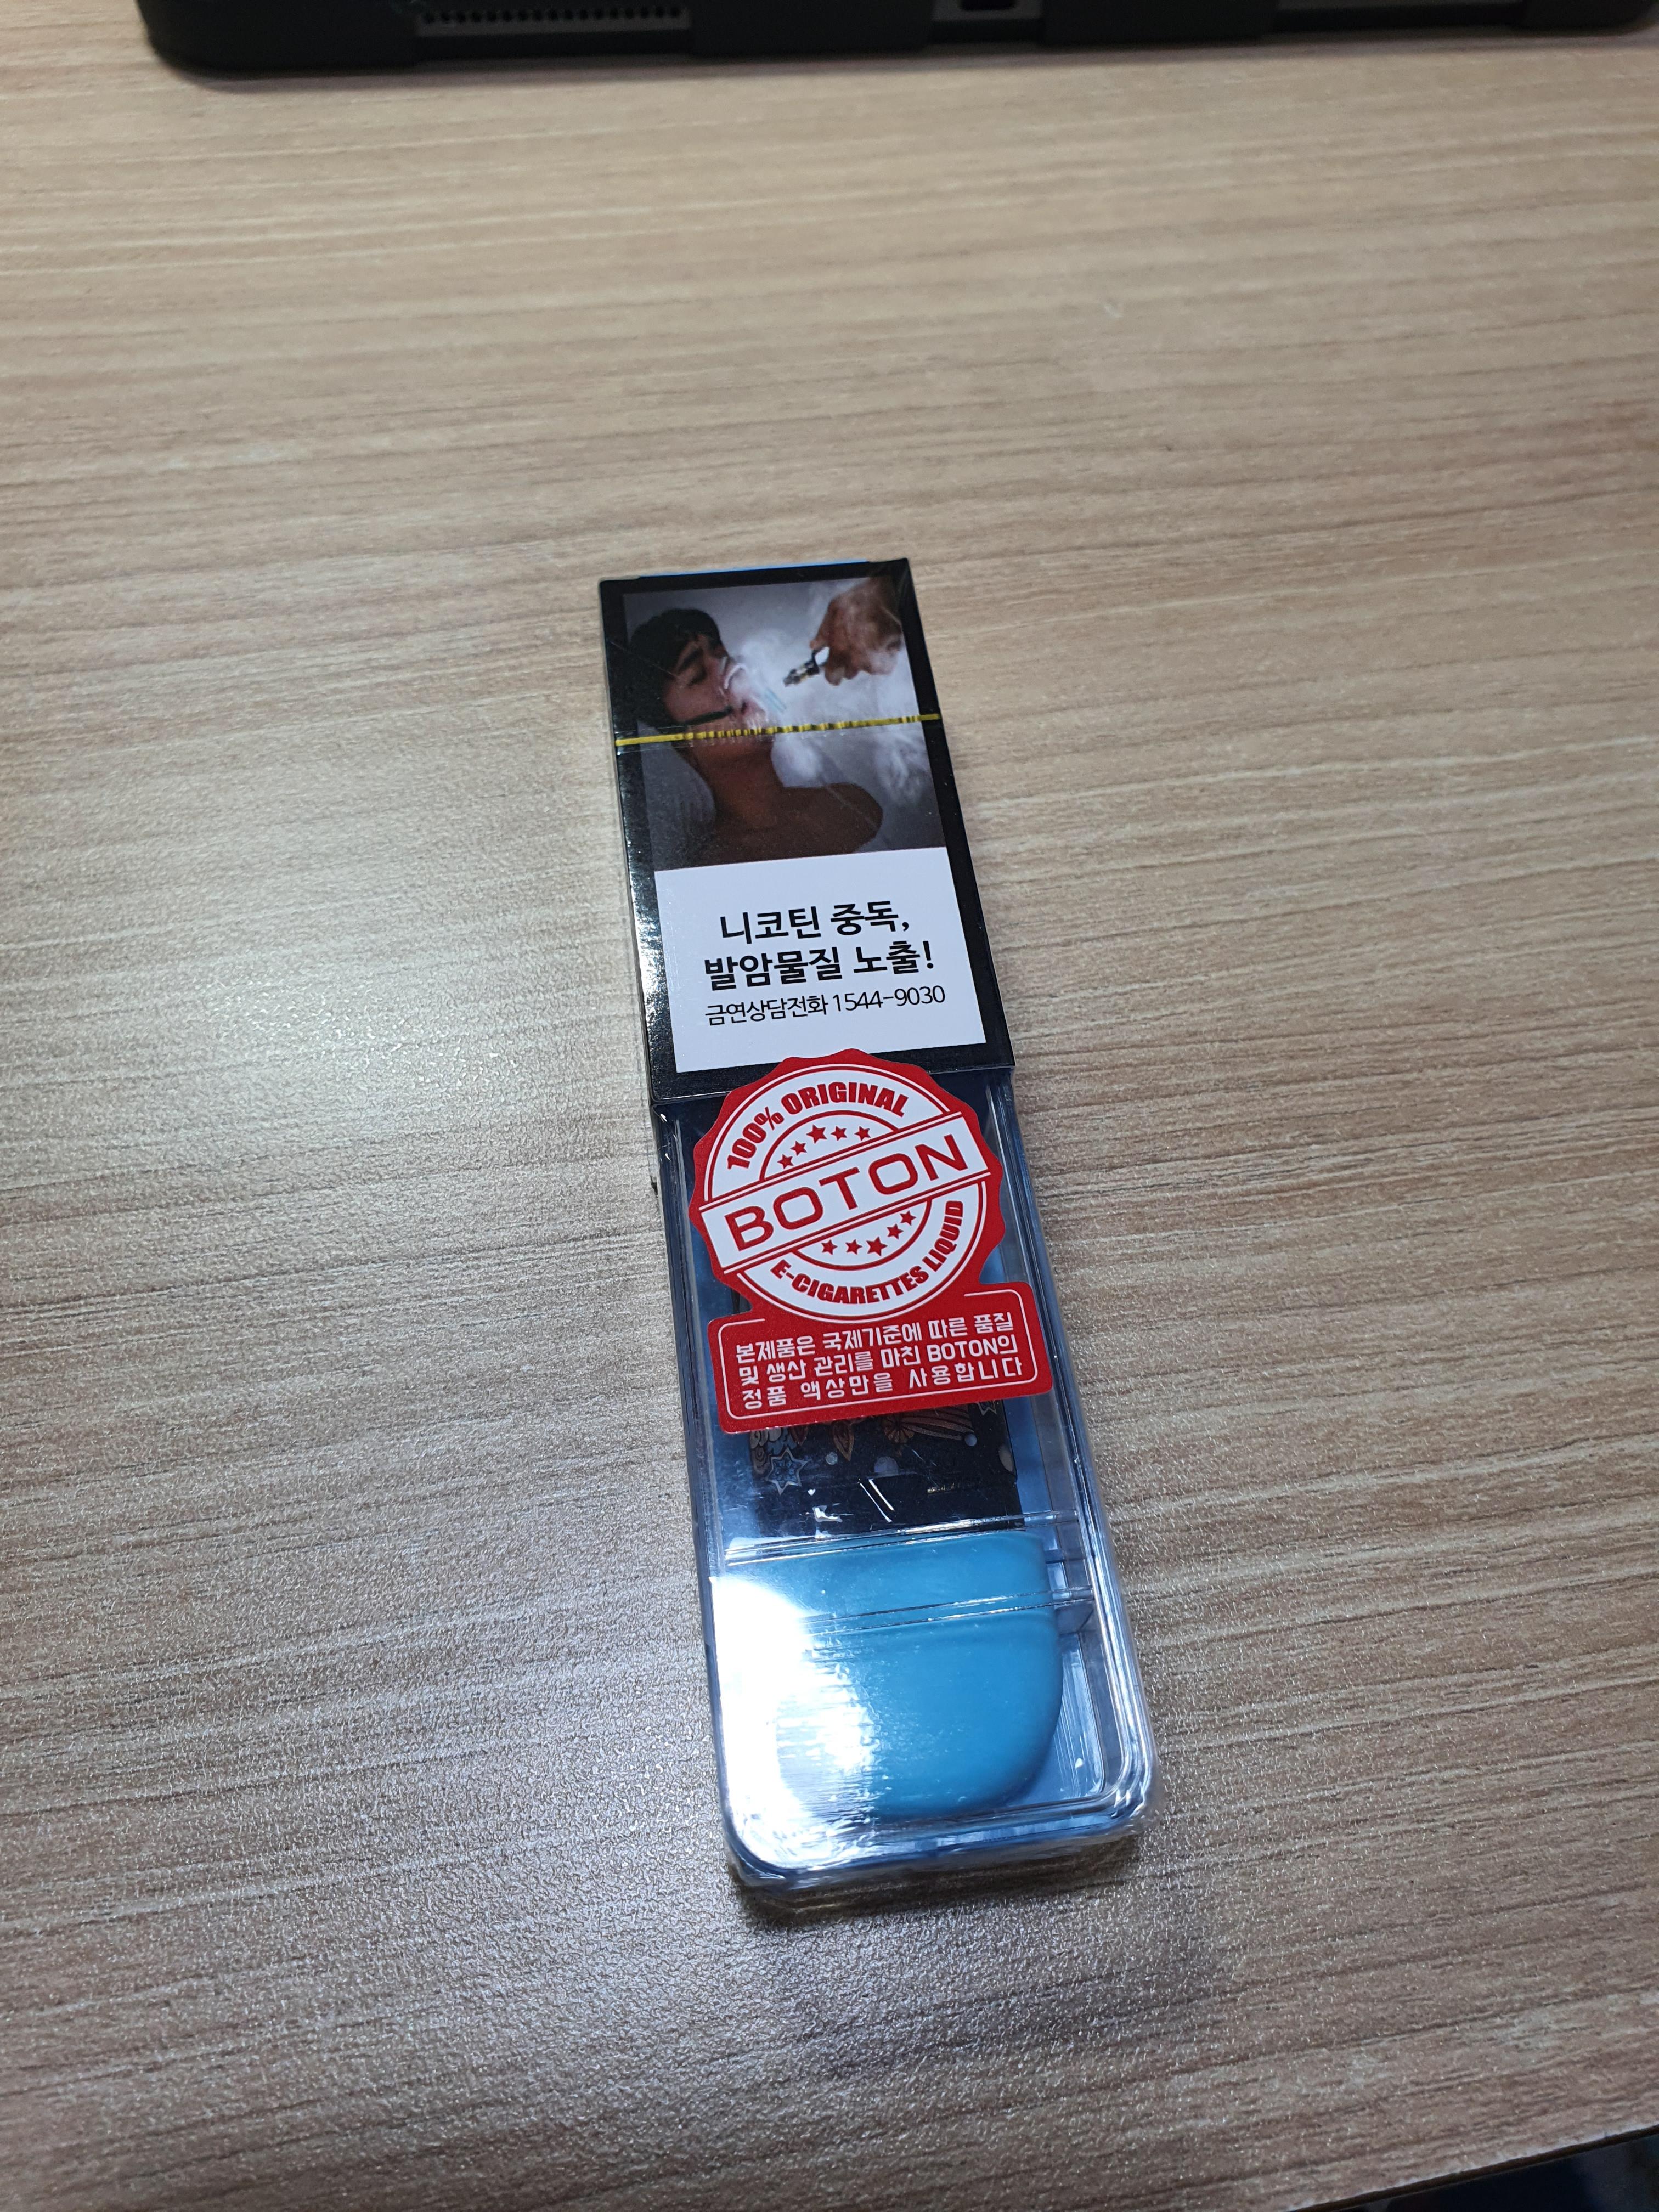 니코틴 중독,
발암물질 노출!
금연상담전화 1544-9030
100% ORIGINAL
BOTON
E-CIGARETTES LIQUID
본제품은 국제기준에 따른 품질
및 생산 관리를 마친 BOTON의
정품 액상만을 사용합니다